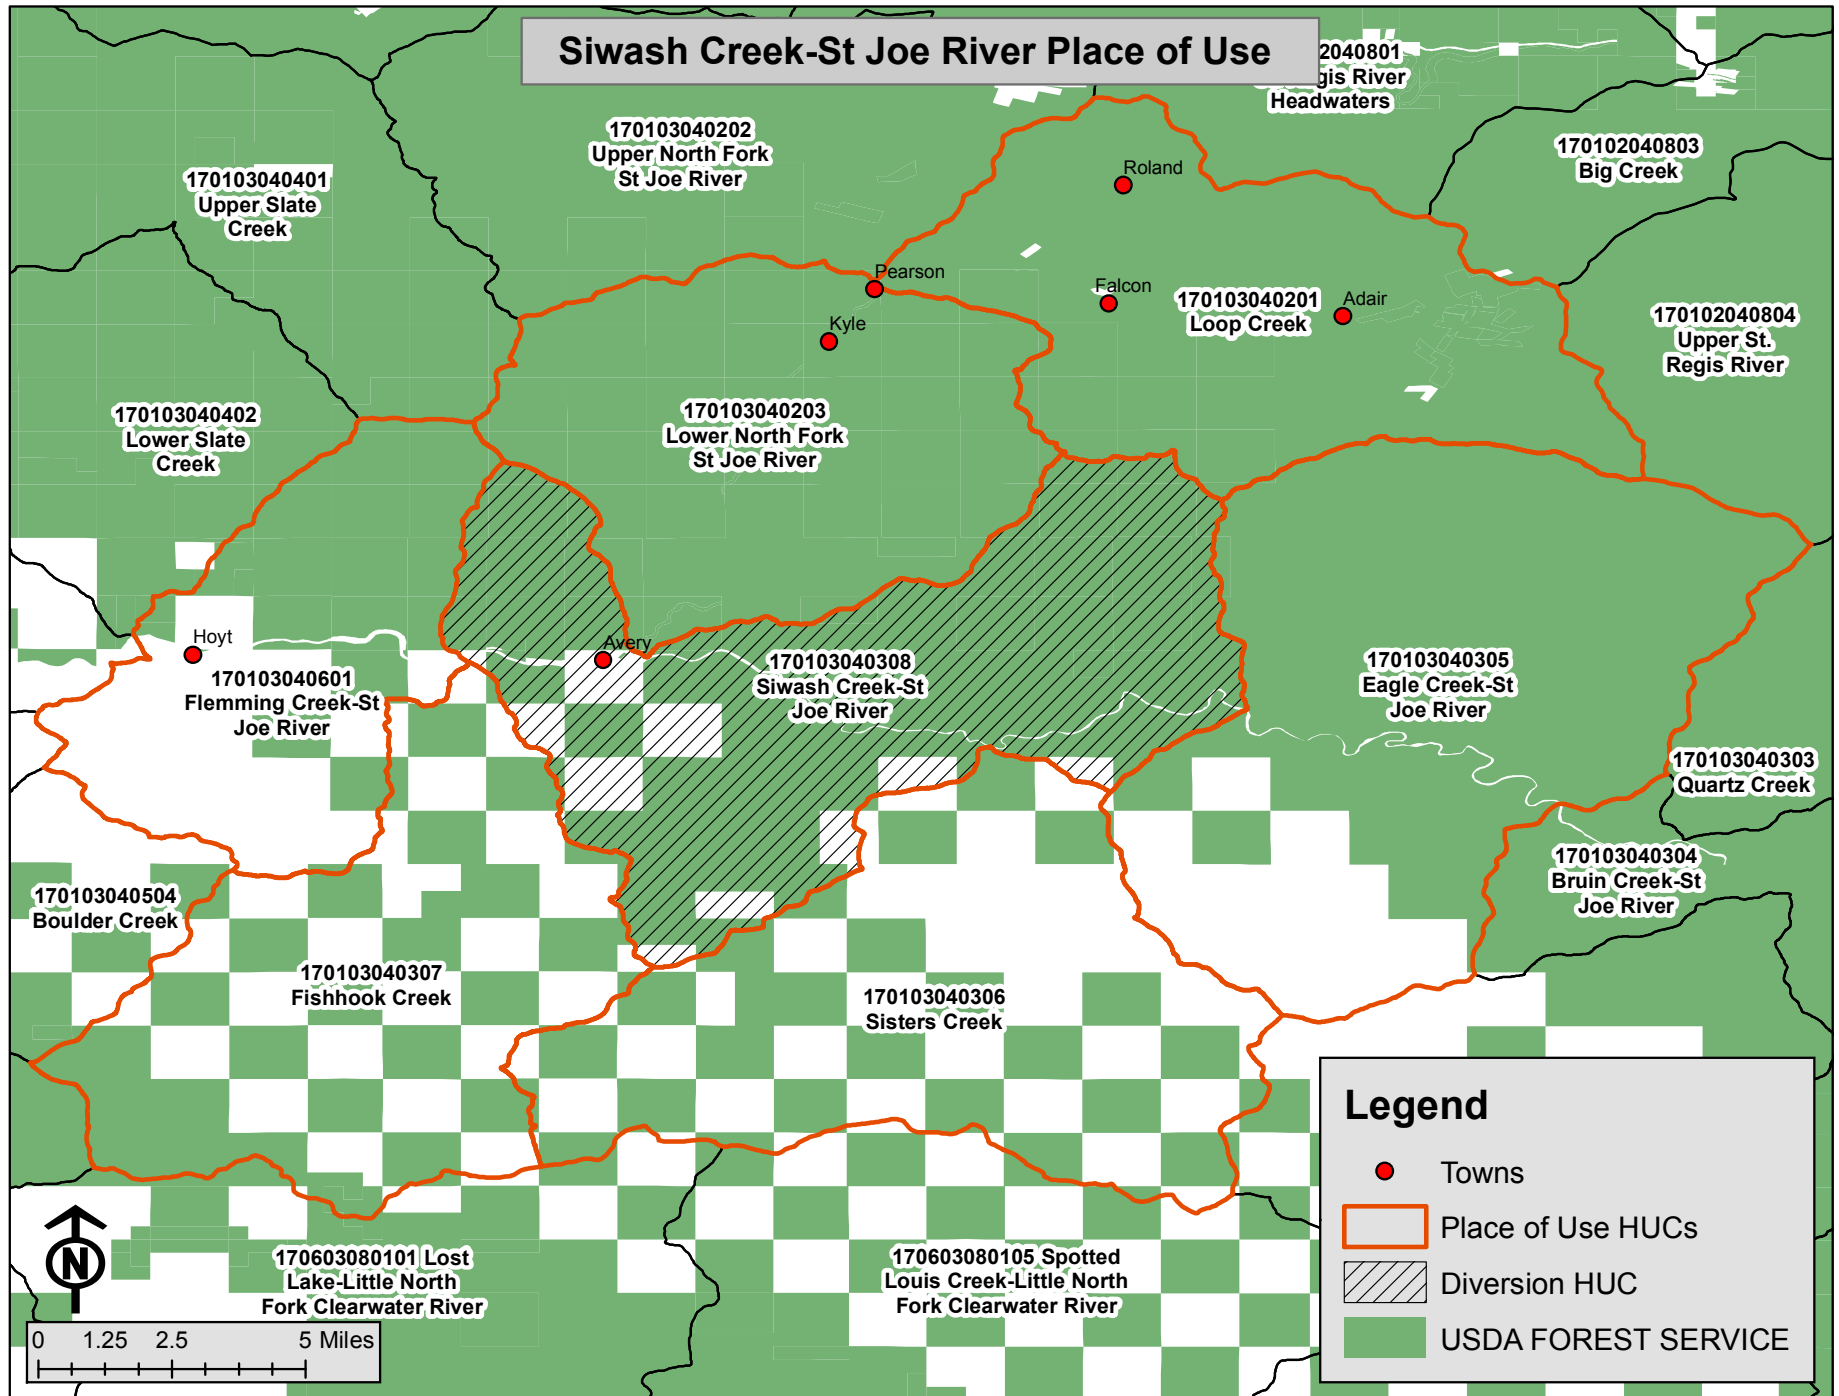 Siwash Creek-St Joe River Place of Use
2040801
gis River
Headwaters
170103040202
Upper North Fork
St Joe River
170102040803
Big Creek
170103040401
Upper Slate
Creek
Roland
Pearson
Falcon
170103040201
Loop Creek
Adair
Kyle
170102040804
Upper St.
Regis River
170103040402
Lower Slate
Creek
170103040203
Lower North Fork
St Joe River
Hoyt
Avery
170103040601
Flemming Creek-St
Joe River
170103040308
Siwash Creek-St
Joe River
170103040305
Eagle Creek-St
Joe River
170103040303
Quartz Creek
170103040304
Bruin Creek-St
Joe River
170103040504
Boulder Creek
170103040307
Fishhook Creek
170103040306
Sisters Creek
170603080101 Lost
Lake-Little North
Fork Clearwater River
170603080105 Spotted
Louis Creek-Little North
Fork Clearwater River
N
0 1.25 2.5 5 Miles
Legend
Towns
Place of Use HUCs
Diversion HUC
USDA FOREST SERVICE